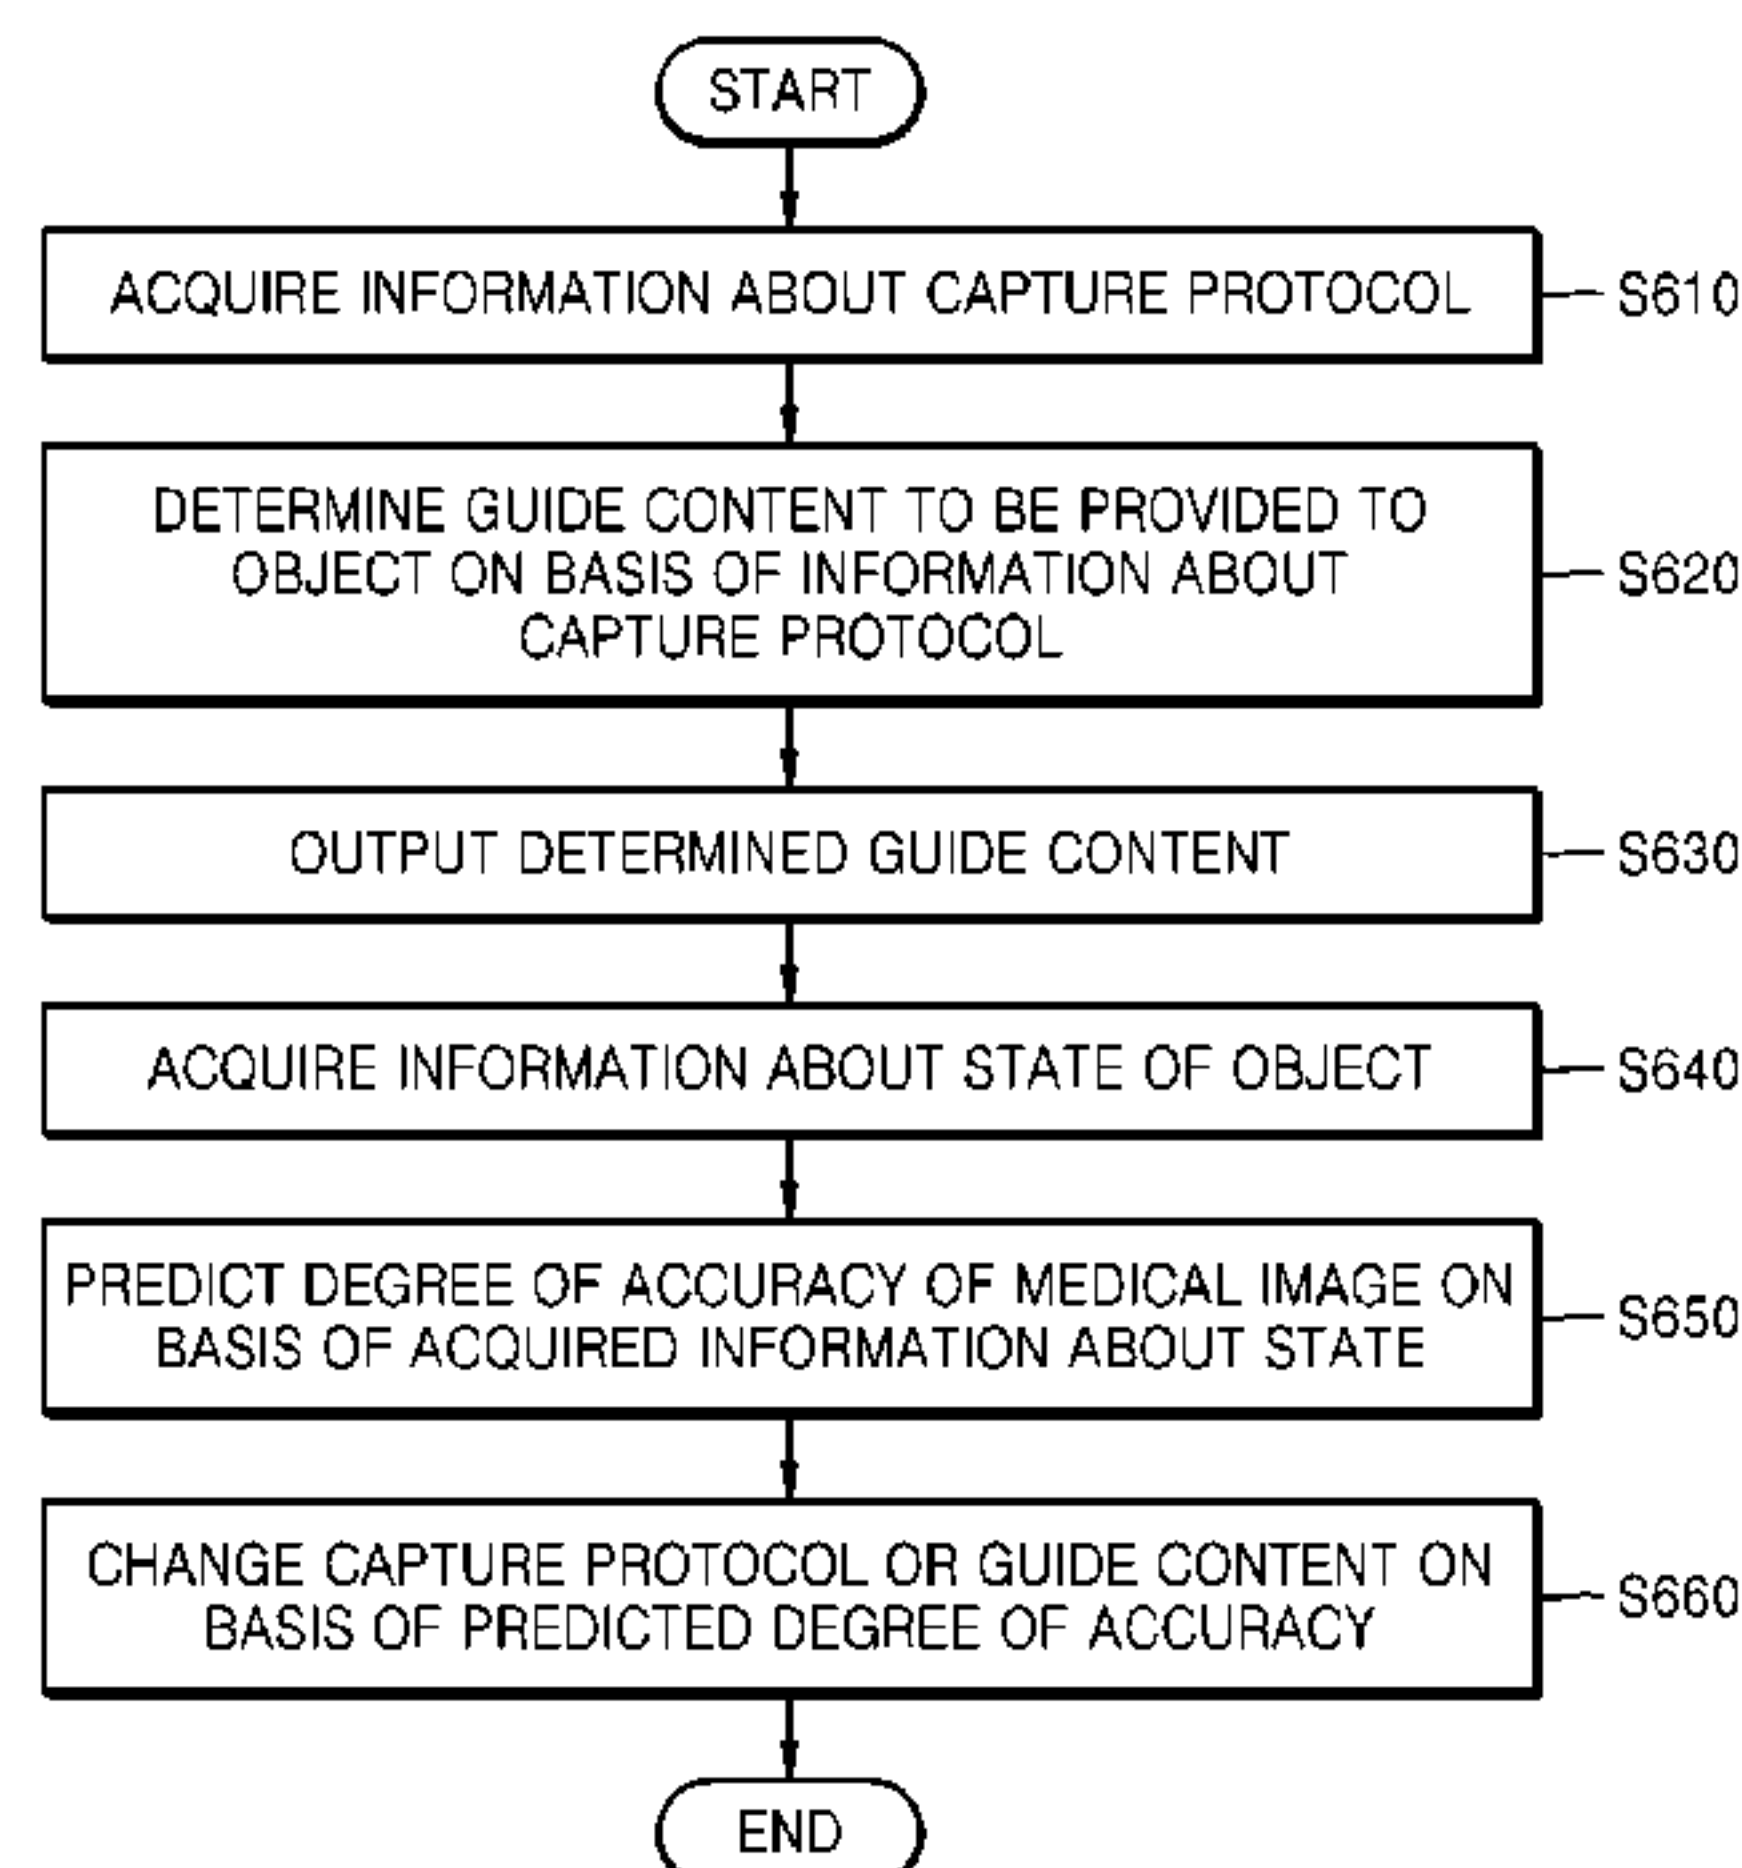 START
ACQUIRE INFORMATION ABOUT CAPTURE PROTOCOL
S610
DETERMINE GUIDE CONTENT TO BE PROVIDED TO
OBJECT ON BASIS OF INFORMATION ABOUT
CAPTURE PROTOCOL
S620
OUTPUT DETERMINED GUIDE CONTENT
S630
ACQUIRE INFORMATION ABOUT STATE OF OBJECT
S640
PREDICT DEGREE OF ACCURACY OF MEDICAL IMAGE ON
BASIS OF ACQUIRED INFORMATION ABOUT STATE
S650
CHANGE CAPTURE PROTOCOL OR GUIDE CONTENT ON
BASIS OF PREDICTED DEGREE OF ACCURACY
S660
END